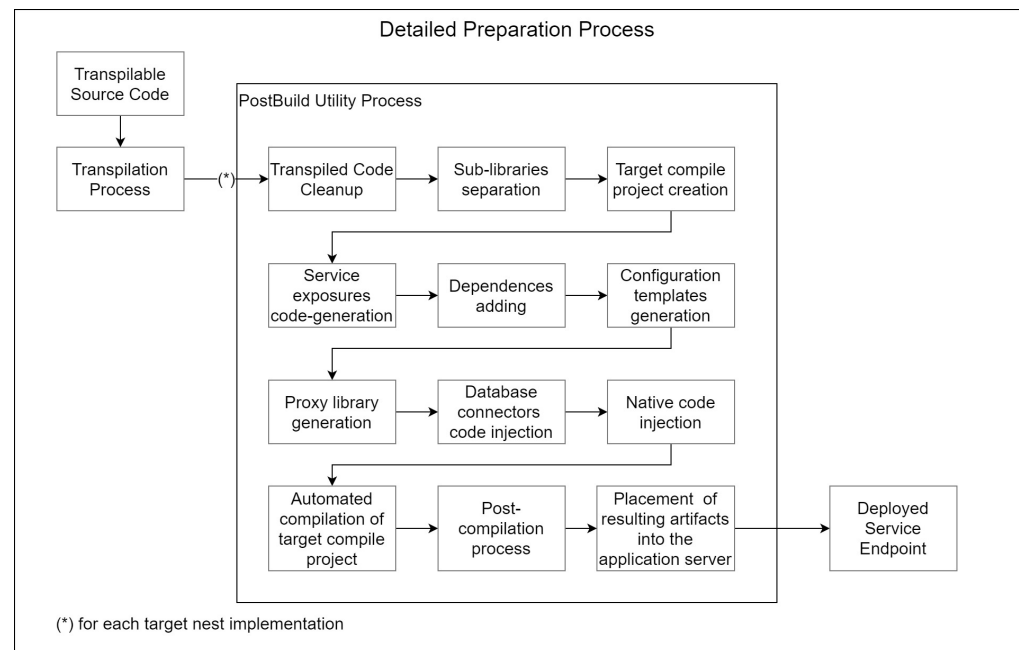 Detailed Preparation Process
Transpilable
Source Code
PostBuild Utility Process
Transpilation
Process
(*)
Transpiled Code
Cleanup
Sub-libraries
separation
Target compile
project creation
Service
exposures
code-generation
Dependences
adding
Configuration
templates
generation
Proxy library
generation
Database
connectors
code injection
Native code
injection
Automated
compilation of
target compile
project
Post-
compilation
process
Placement of
resulting artifacts
into the
application server
Deployed
Service
Endpoint
(*) for each target nest implementation